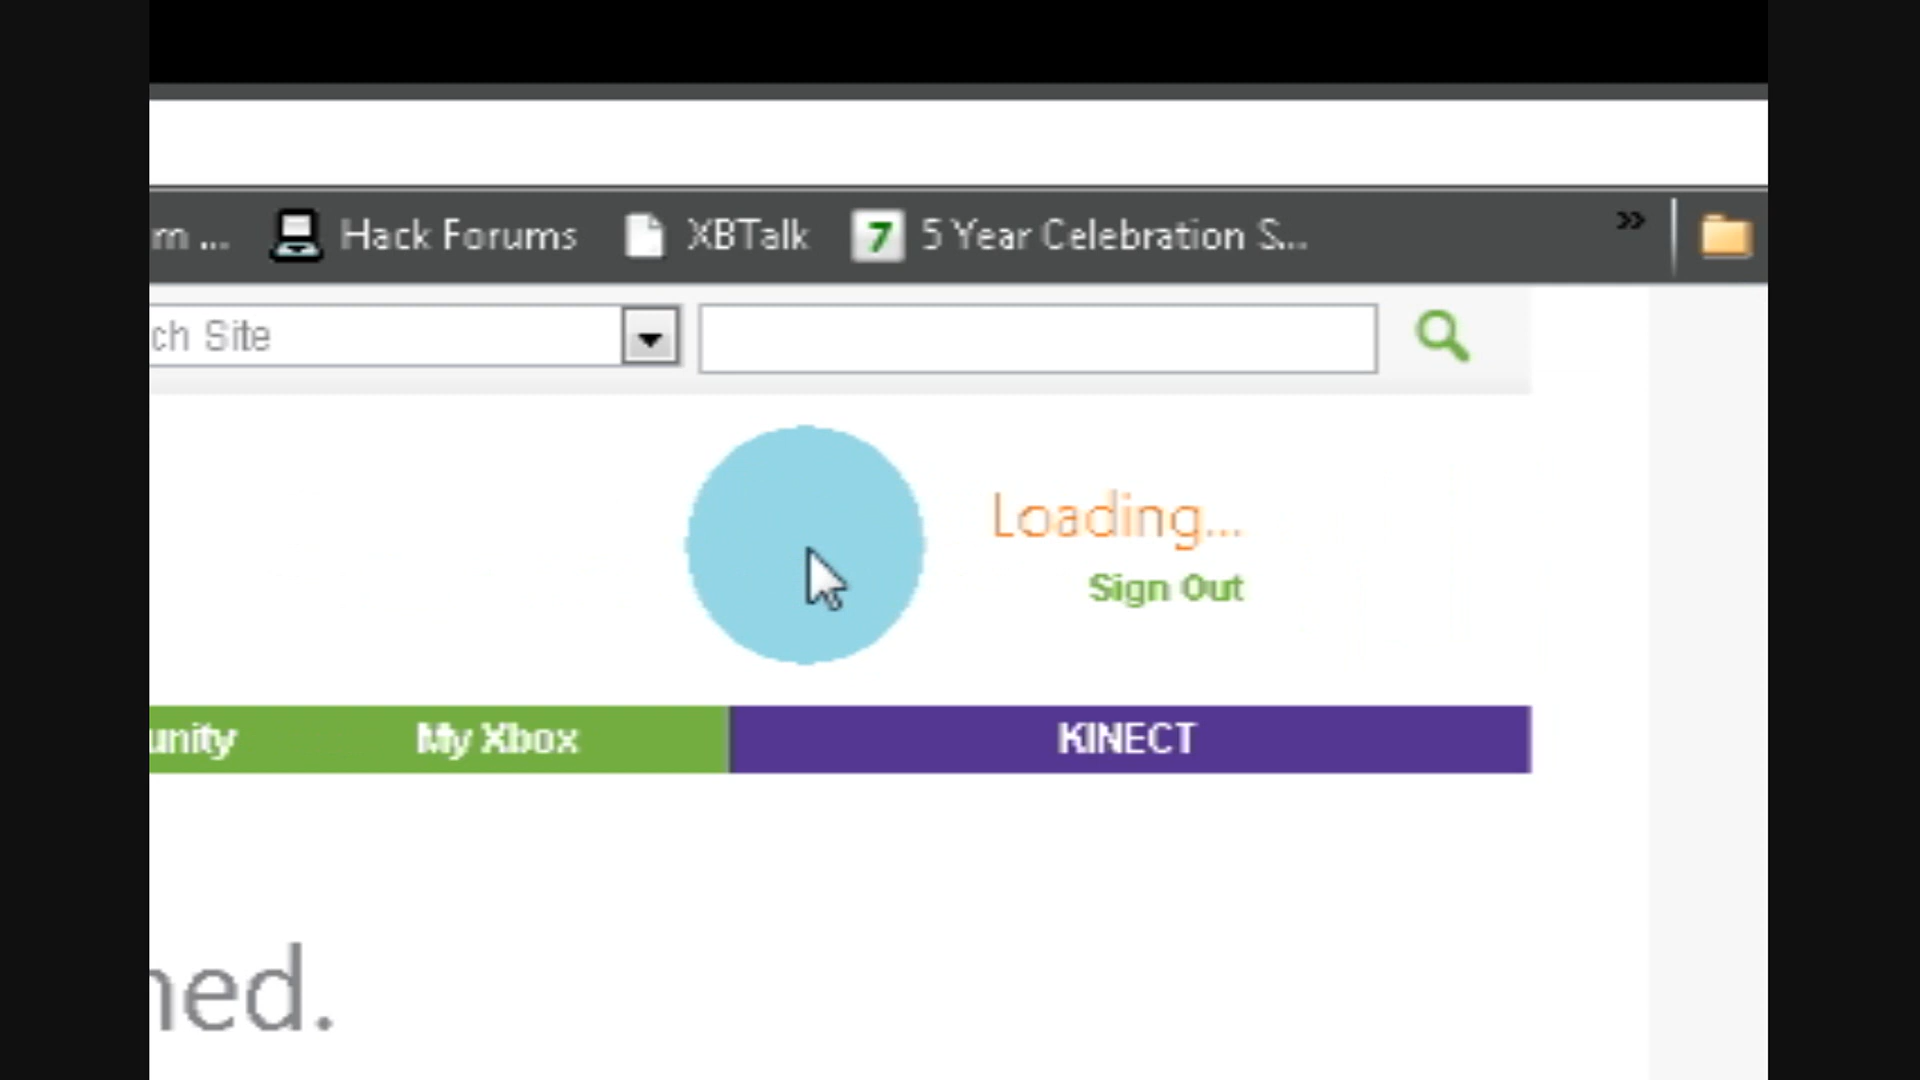 m ... Hack Forums XBTalk 7 5 Year Celebration S...
ch Site
Loading...
Sign Out
unity My Xbox KINECT
ned.